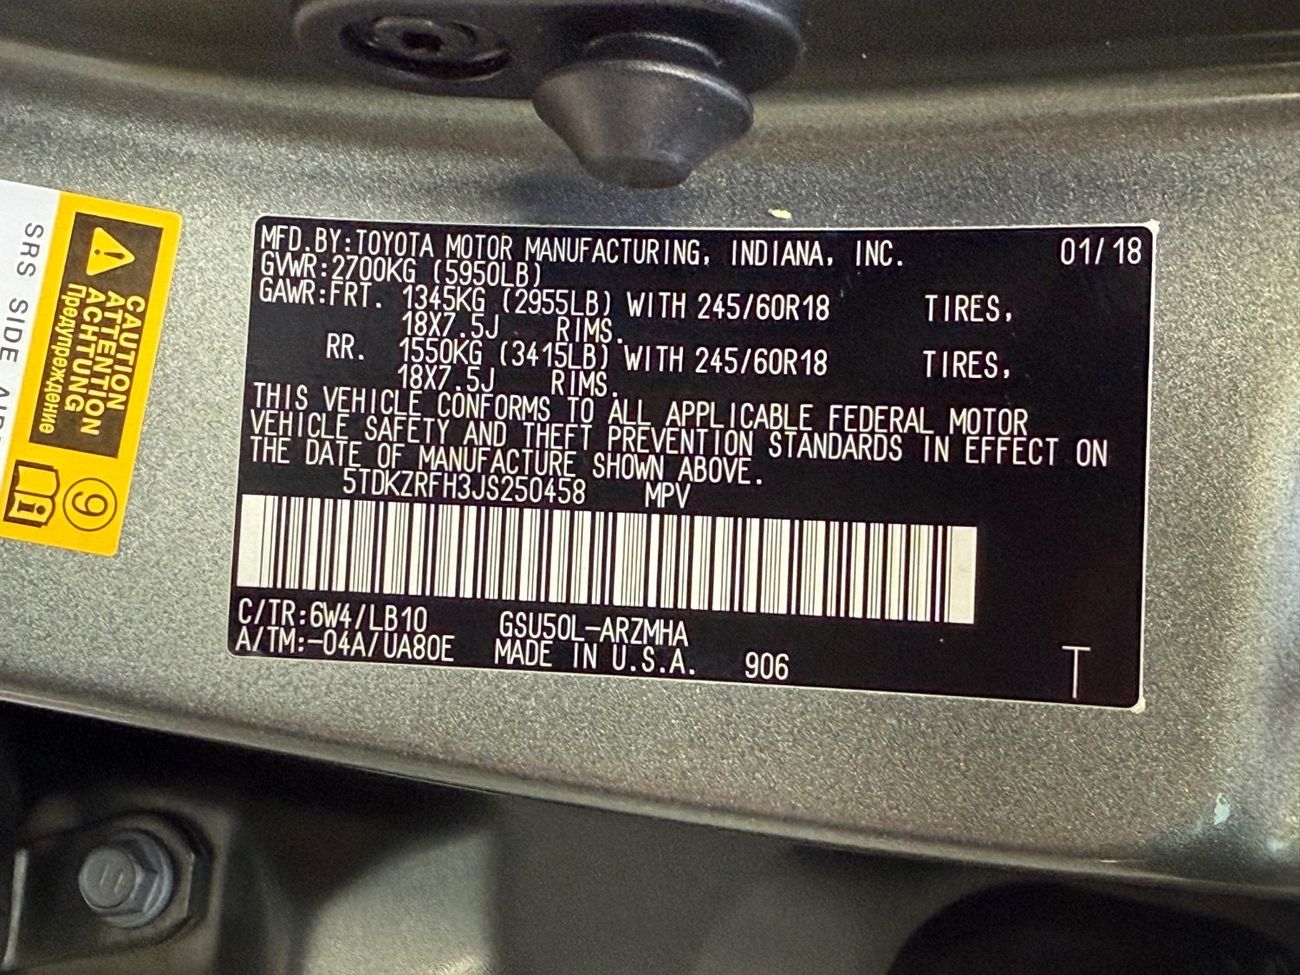 MFD.BY:TOYOTA MOTOR MANUFACTURING, INDIANA, INC. 01/18
GVWR:2700KG (5950LB)
GAWR:FRT. 1345KG (2955LB) WITH 245/60R18 TIRES,
18X7.5J RIMS.
RR. 1550KG (3415LB) WITH 245/60R18 TIRES,
18X7.5J RIMS.
THIS VEHICLE CONFORMS TO ALL APPLICABLE FEDERAL MOTOR
VEHICLE SAFETY AND THEFT PREVENTION STANDARDS IN EFFECT ON
THE DATE OF MANUFACTURE SHOWN ABOVE.
5TDKZRFH3JS250458 MPV
C/TR:6W4/LB10 GSU50L-ARZMHA
A/TM:-04A/UA80E MADE IN U.S.A. 906
T
CAUTION
ATTENTION
ACHTUNG
Предупреждение
9
i
SRS SIDE